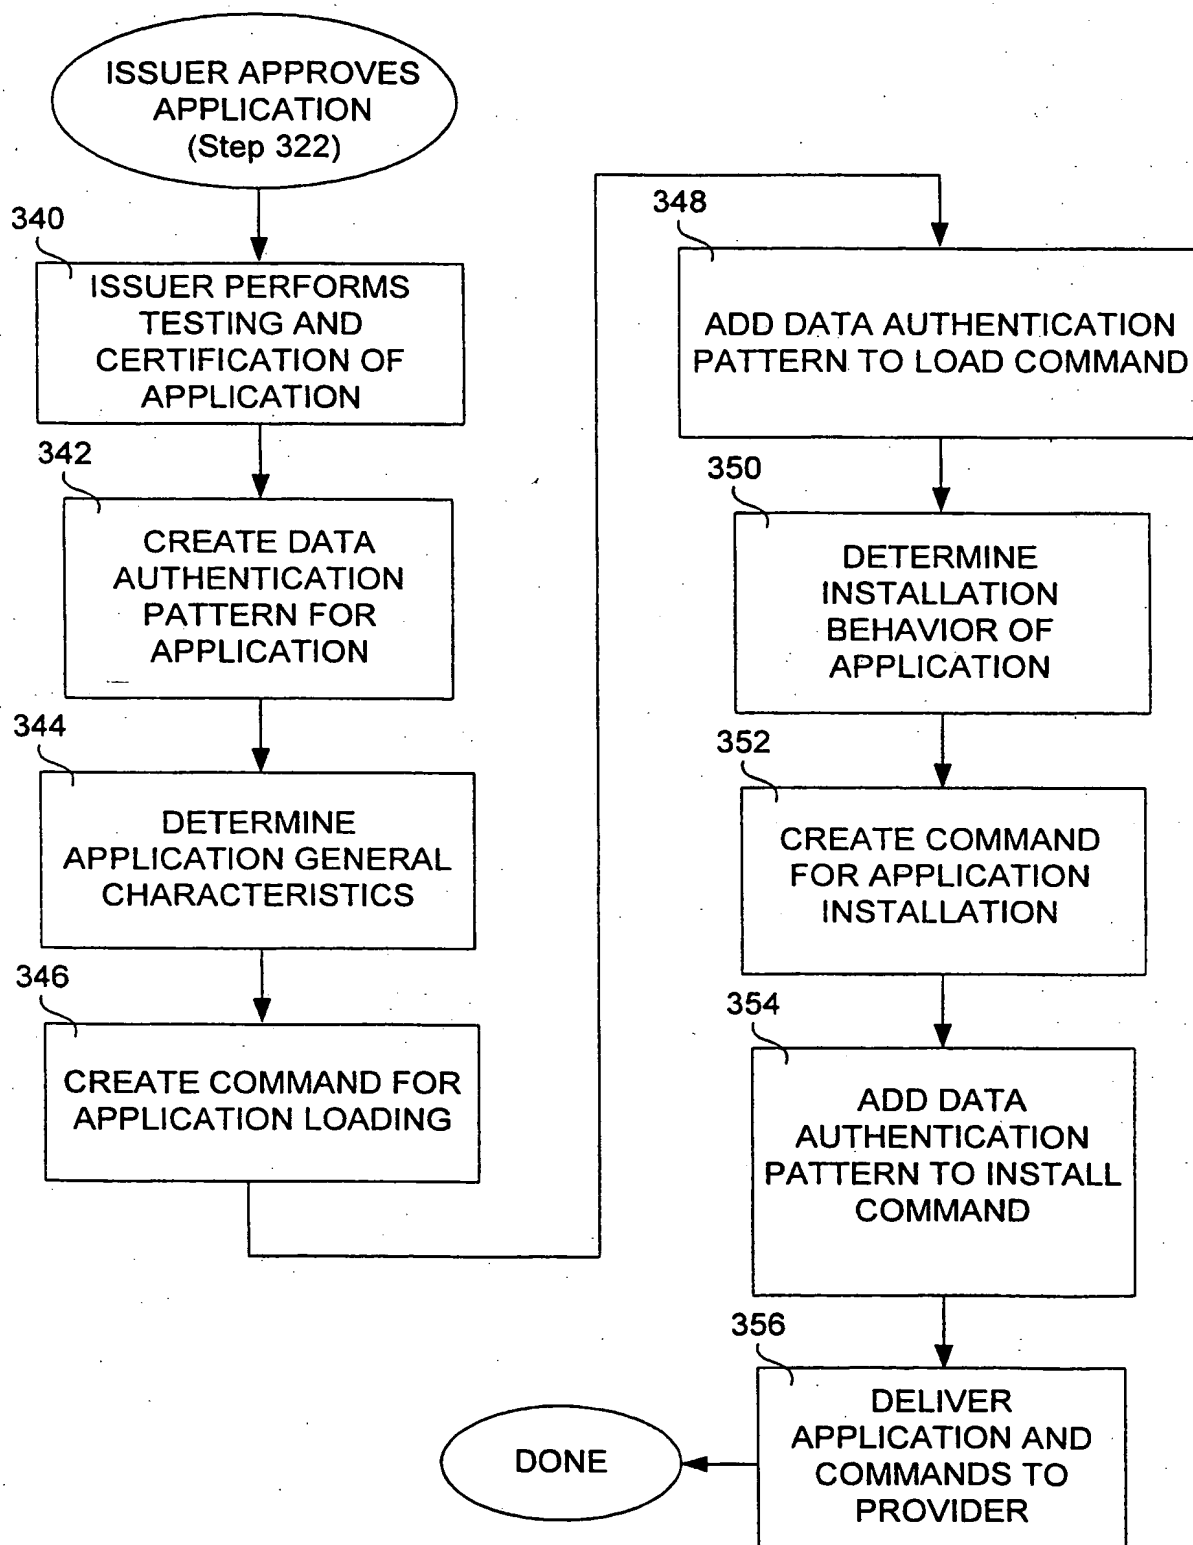 ISSUER APPROVES
APPLICATION
(Step 322)
340
ISSUER PERFORMS
TESTING AND
CERTIFICATION OF
APPLICATION
342
CREATE DATA
AUTHENTICATION
PATTERN FOR
APPLICATION
344
DETERMINE
APPLICATION GENERAL
CHARACTERISTICS
346
CREATE COMMAND FOR
APPLICATION LOADING
348
ADD DATA AUTHENTICATION
PATTERN TO LOAD COMMAND
350
DETERMINE
INSTALLATION
BEHAVIOR OF
APPLICATION
352
CREATE COMMAND
FOR APPLICATION
INSTALLATION
354
ADD DATA
AUTHENTICATION
PATTERN TO INSTALL
COMMAND
356
DELIVER
APPLICATION AND
COMMANDS TO
PROVIDER
DONE